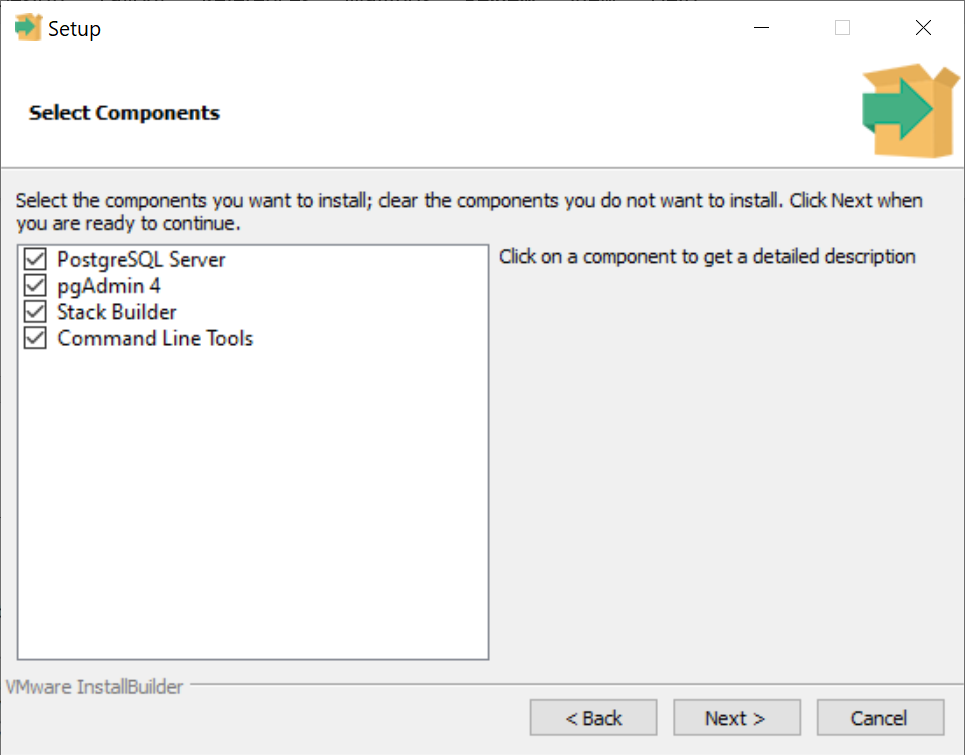 Setup
Select Components
Select the components you want to install; clear the components you do not want to install. Click Next when
you are ready to continue.
PostgreSQL Server
pgAdmin 4
Stack Builder
Command Line Tools
Click on a component to get a detailed description
VMware InstallBuilder
< Back
Next >
Cancel